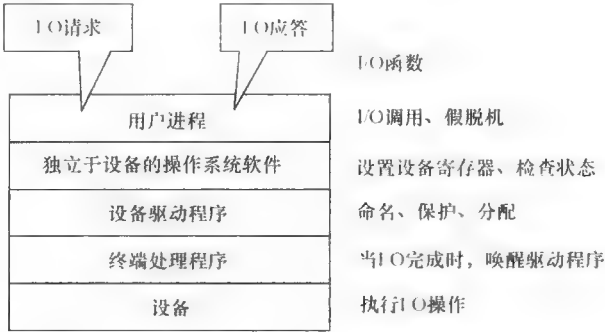 I/O请求
I/O应答
I/O函数
用户进程
I/O调用、假脱机
独立于设备的操作系统软件
设置设备寄存器、检查状态
设备驱动程序
命名、保护、分配
终端处理程序
当I/O完成时，唤醒驱动程序
设备
执行I/O操作